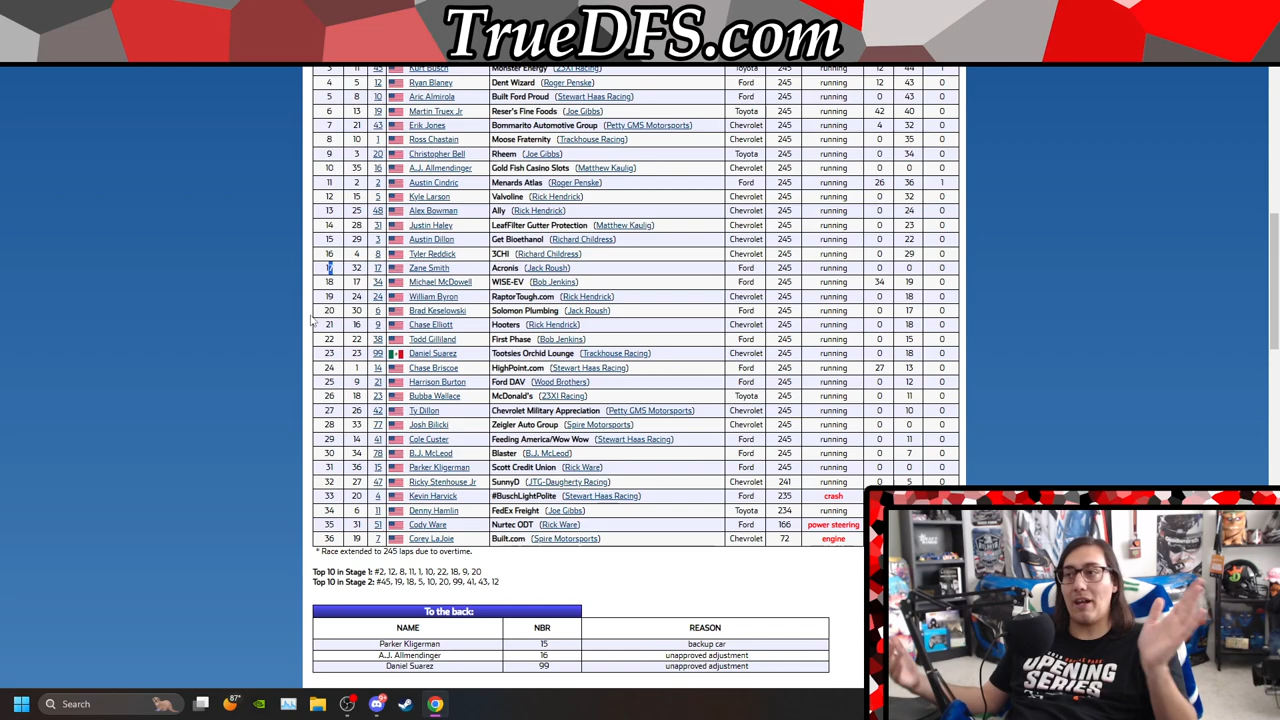 TrueDFS.com
3 11 45 Kurt Busch Monster Energy (23XI Racing) Toyota 245 running 12 44 1
4 5 12 Ryan Blaney Dent Wizard (Roger Penske) Ford 245 running 12 43 0
5 8 10 Aric Almirola Built Ford Proud (Stewart Haas Racing) Ford 245 running 0 43 0
6 13 19 Martin Truex Jr Reser's Fine Foods (Joe Gibbs) Toyota 245 running 42 40 0
7 21 43 Erik Jones Bommarito Automotive Group (Petty GMS Motorsports) Chevrolet 245 running 4 32 0
8 10 1 Ross Chastain Moose Fraternity (Trackhouse Racing) Chevrolet 245 running 0 35 0
9 3 20 Christopher Bell Rheem (Joe Gibbs) Toyota 245 running 0 34 0
10 35 16 A.J. Allmendinger Gold Fish Casino Slots (Matthew Kaulig) Chevrolet 245 running 0 0 0
11 2 2 Austin Cindric Menards Atlas (Roger Penske) Ford 245 running 26 36 1
12 15 5 Kyle Larson Valvoline (Rick Hendrick) Chevrolet 245 running 0 32 0
13 25 48 Alex Bowman Ally (Rick Hendrick) Chevrolet 245 running 0 24 0
14 28 31 Justin Haley LeafFilter Gutter Protection (Matthew Kaulig) Chevrolet 245 running 0 23 0
15 29 3 Austin Dillon Get Bioethanol (Richard Childress) Chevrolet 245 running 0 22 0
16 4 8 Tyler Reddick 3CHI (Richard Childress) Chevrolet 245 running 0 29 0
17 32 17 Zane Smith Acronis (Jack Roush) Ford 245 running 0 0 0
18 17 34 Michael McDowell WISE-EV (Bob Jenkins) Ford 245 running 34 19 0
19 24 24 William Byron RaptorTough.com (Rick Hendrick) Chevrolet 245 running 0 18 0
20 30 6 Brad Keselowski Solomon Plumbing (Jack Roush) Ford 245 running 0 17 0
21 16 9 Chase Elliott Hooters (Rick Hendrick) Chevrolet 245 running 0 18 0
22 22 38 Todd Gilliland First Phase (Bob Jenkins) Ford 245 running 0 15 0
23 23 99 Daniel Suarez Tootsies Orchid Lounge (Trackhouse Racing) Chevrolet 245 running 0 18 0
24 1 14 Chase Briscoe HighPoint.com (Stewart Haas Racing) Ford 245 running 27 13 0
25 9 21 Harrison Burton Ford DAV (Wood Brothers) Ford 245 running 0 12 0
26 18 23 Bubba Wallace McDonald's (23XI Racing) Toyota 245 running 0 11 0
27 26 42 Ty Dillon Chevrolet Military Appreciation (Petty GMS Motorsports) Chevrolet 245 running 0 10 0
28 33 77 Josh Bilicki Zeigler Auto Group (Spire Motorsports) Chevrolet 245 running 0 0 0
29 14 41 Cole Custer Feeding America/Wow Wow (Stewart Haas Racing) Ford 245 running 0 11 0
30 34 78 B.J. McLeod Blaster (B.J. McLeod) Ford 245 running 0 7 0
31 36 15 Parker Kligerman Scott Credit Union (Rick Ware) Ford 245 running 0 0 0
32 27 47 Ricky Stenhouse Jr SunnyD (JTG-Daugherty Racing) Chevrolet 241 running 0 5 0
33 20 4 Kevin Harvick #BuschLightPolite (Stewart Haas Racing) Ford 235 crash
34 6 11 Denny Hamlin FedEx Freight (Joe Gibbs) Toyota 234 running
35 31 51 Cody Ware Nurtec ODT (Rick Ware) Ford 166 power steering
36 19 7 Corey LaJoie Built.com (Spire Motorsports) Chevrolet 72 engine
* Race extended to 245 laps due to overtime.
Top 10 in Stage 1: #2, 12, 8, 11, 1, 10, 22, 18, 9, 20
Top 10 in Stage 2: #45, 19, 18, 5, 10, 20, 99, 41, 43, 12
To the back:
NAME NBR REASON
Parker Kligerman 15 backup car
A.J. Allmendinger 16 unapproved adjustment
Daniel Suarez 99 unapproved adjustment
OPENING
SERIES
87°
Search